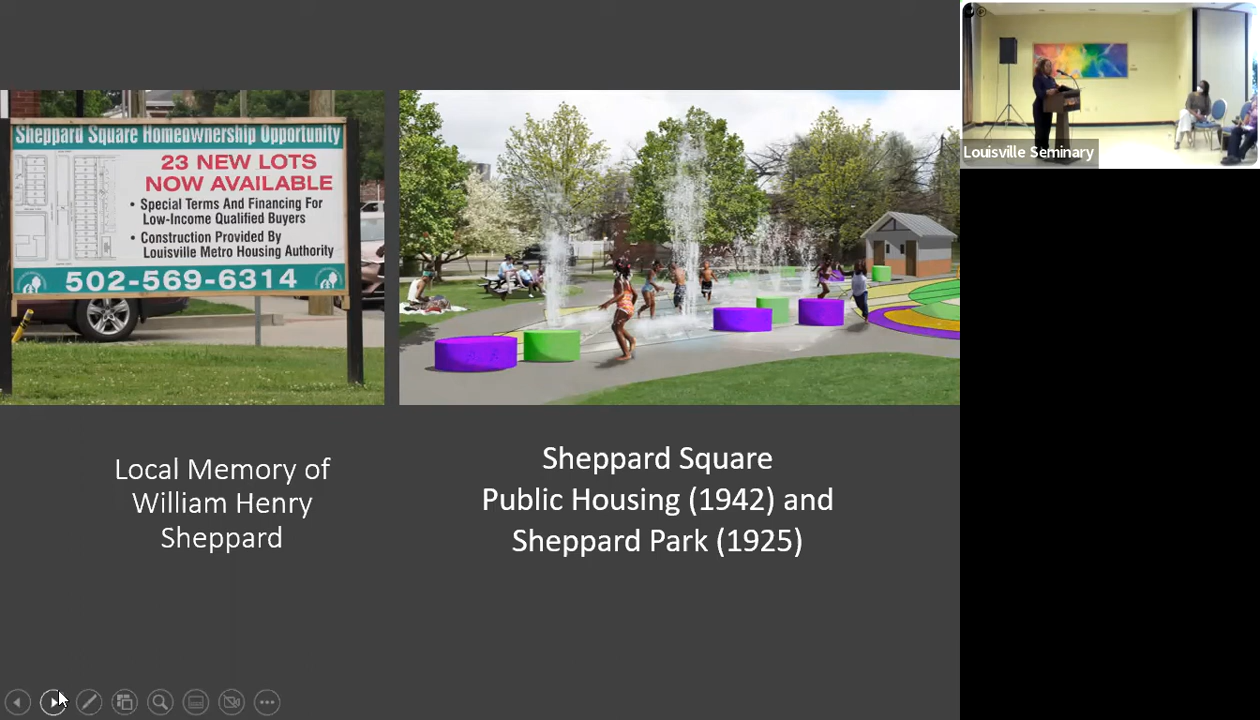 Sheppard Square Homeownership Opportunity
23 NEW LOTS
NOW AVAILABLE
• Special Terms And Financing For
Low-Income Qualified Buyers
• Construction Provided By
Louisville Metro Housing Authority
502-569-6314
Louisville Seminary
Local Memory of
William Henry
Sheppard
Sheppard Square
Public Housing (1942) and
Sheppard Park (1925)